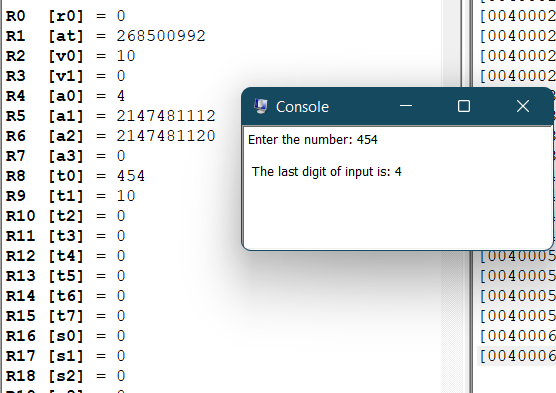 R0 [r0] = 0
R1 [at] = 268500992
R2 [v0] = 10
R3 [v1] = 0
R4 [a0] = 4
R5 [a1] = 2147481112
R6 [a2] = 2147481120
R7 [a3] = 0
R8 [t0] = 454
R9 [t1] = 10
R10 [t2] = 0
R11 [t3] = 0
R12 [t4] = 0
R13 [t5] = 0
R14 [t6] = 0
R15 [t7] = 0
R16 [s0] = 0
R17 [s1] = 0
R18 [s2] = 0
Console
Enter the number: 454
The last digit of input is: 4
[0040002
[0040002
[0040002
[0040002
[0040005
[0040005
[0040005
[0040005
[0040006
[0040006